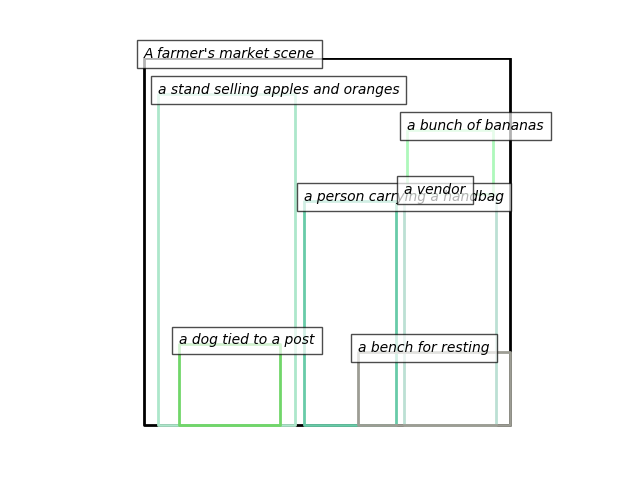 A farmer's market scene
a stand selling apples and oranges
a bunch of bananas
a vendor
a person carrying a handbag
a dog tied to a post
a bench for resting